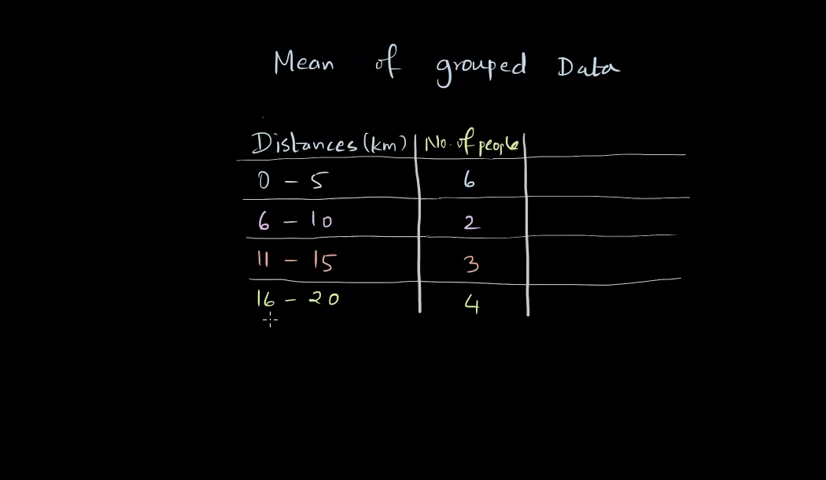 Mean of grouped Data
Distances (km) No. of people
0 - 5 6
6 - 10 2
11 - 15 3
16 - 20 4